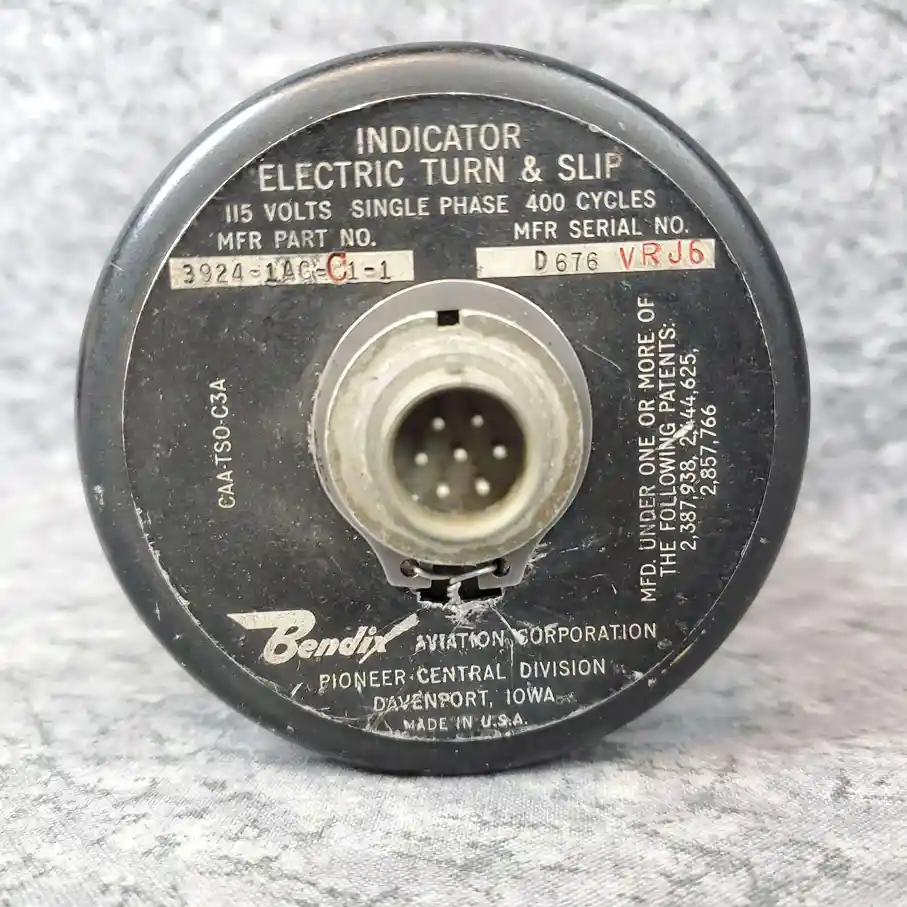 INDICATOR
ELECTRIC TURN & SLIP
115 VOLTS SINGLE PHASE 400 CYCLES
MFR PART NO.
3924-1AC-C1-1
MFR SERIAL NO.
D676 VRJ6
CAA-TSO-C3A
MFD. UNDER ONE OR MORE OF
THE FOLLOWING PATENTS:
2,387,938, 2,444,625,
2,857,766
Bendix AVIATION CORPORATION
PIONEER-CENTRAL DIVISION
DAVENPORT, IOWA
MADE IN U.S.A.